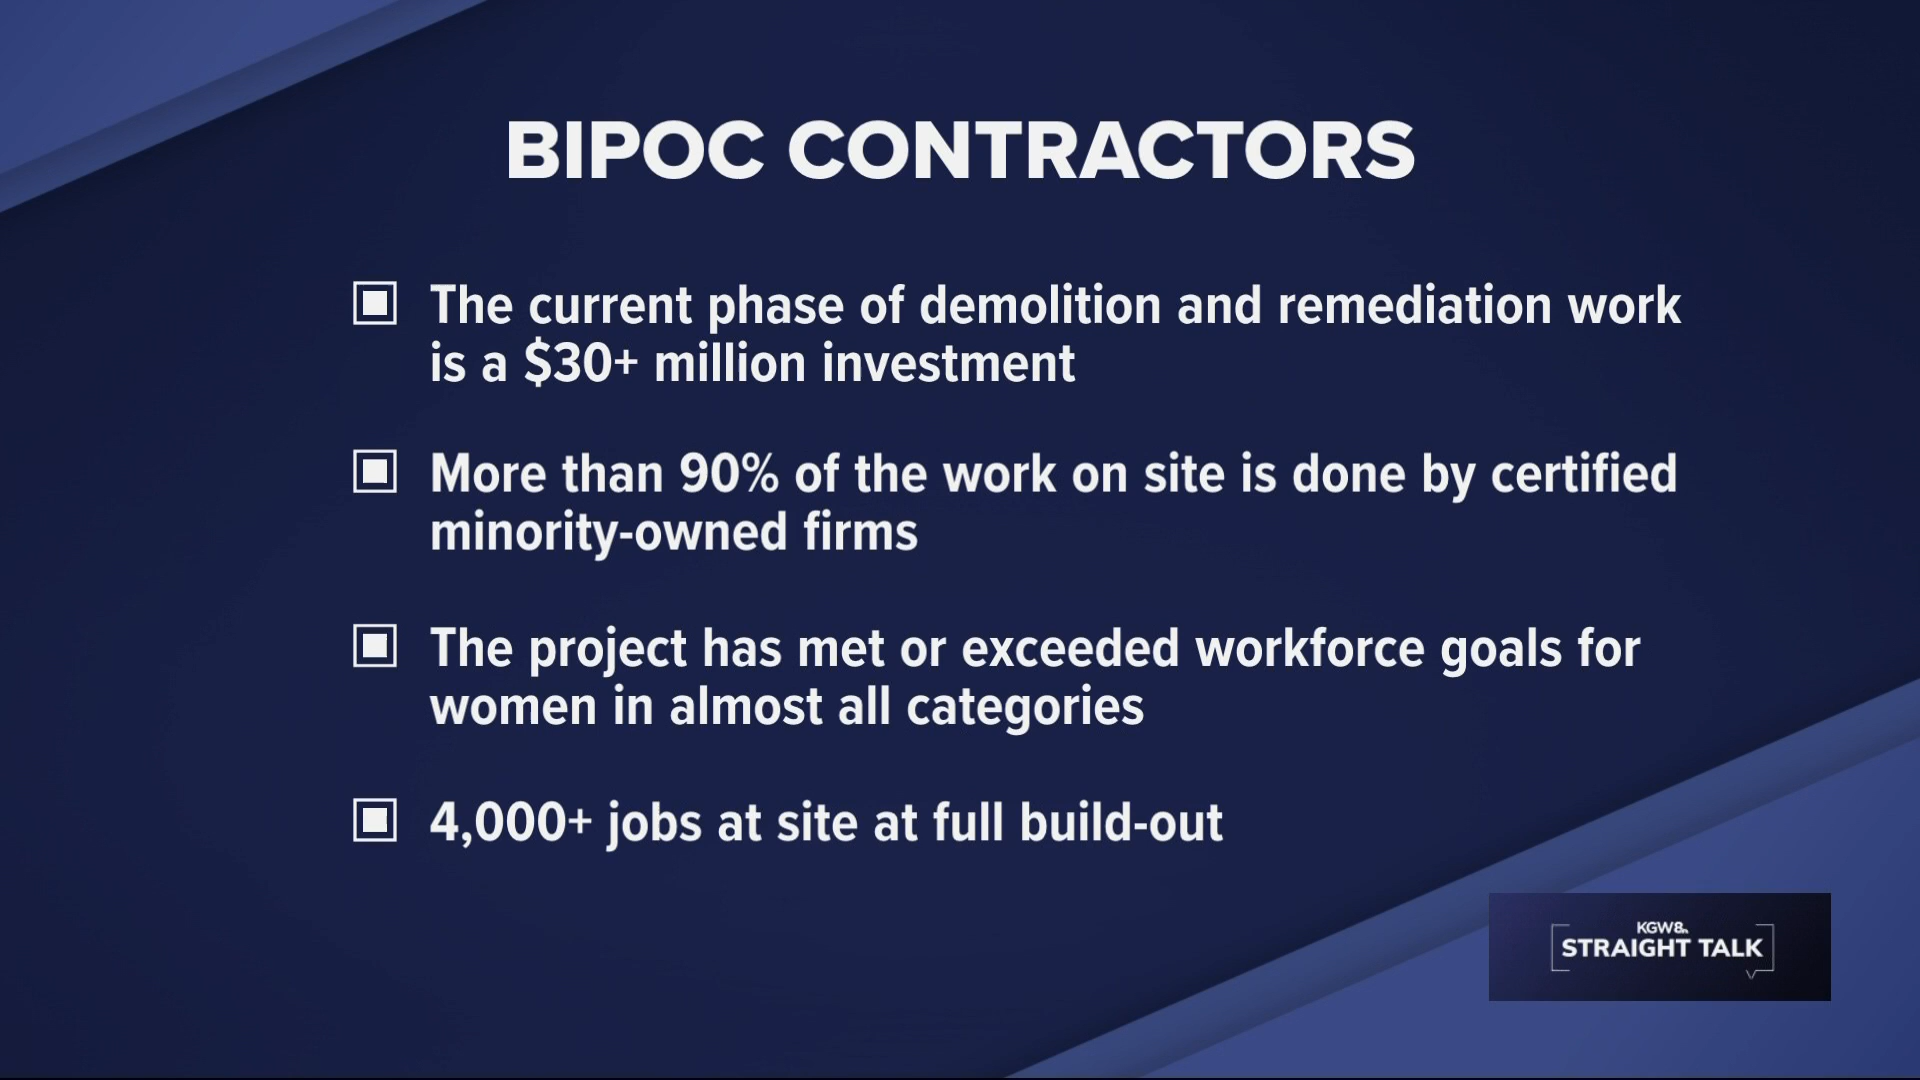 BIPOC CONTRACTORS
The current phase of demolition and remediation work
is a $30+ million investment
More than 90% of the work on site is done by certified
minority-owned firms
The project has met or exceeded workforce goals for
women in almost all categories
4,000+ jobs at site at full build-out
KGW8
STRAIGHT TALK